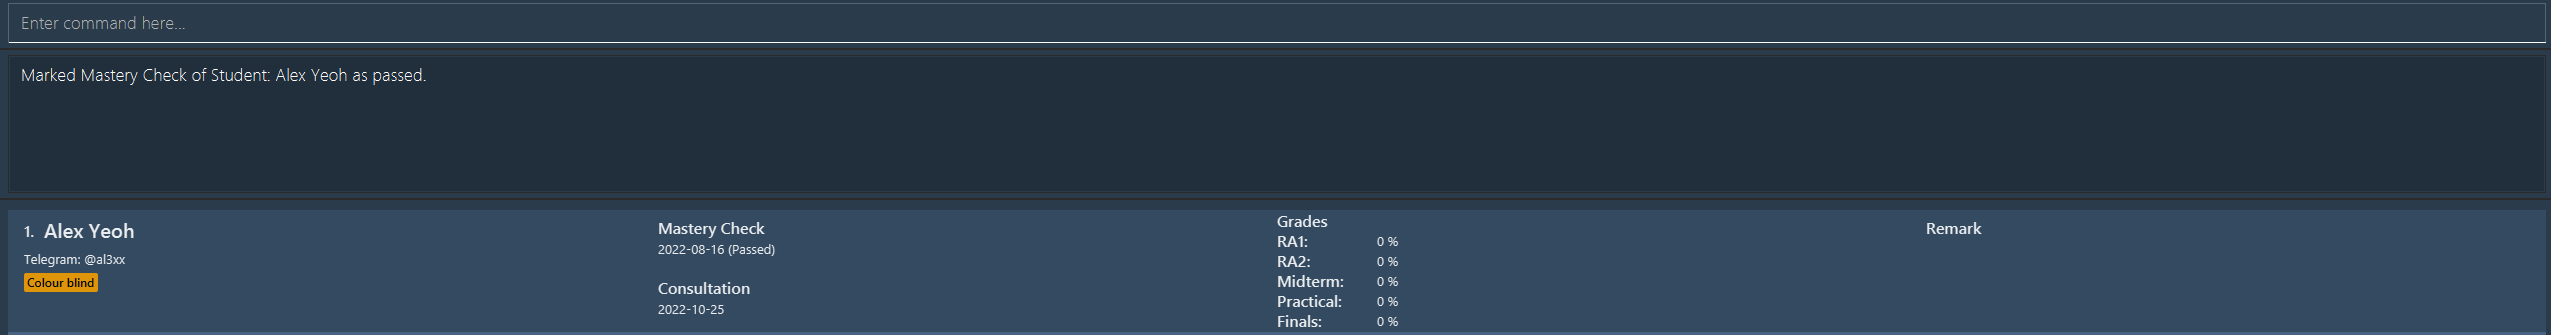 Enter command here...
Marked Mastery Check of Student: Alex Yeoh as passed.
1. Alex Yeoh
Telegram: @al3xx
Colour blind
Mastery Check
2022-08-16 (Passed)
Consultation
2022-10-25
Grades
RA1: 0 %
RA2: 0 %
Midterm: 0 %
Practical: 0 %
Finals: 0 %
Remark